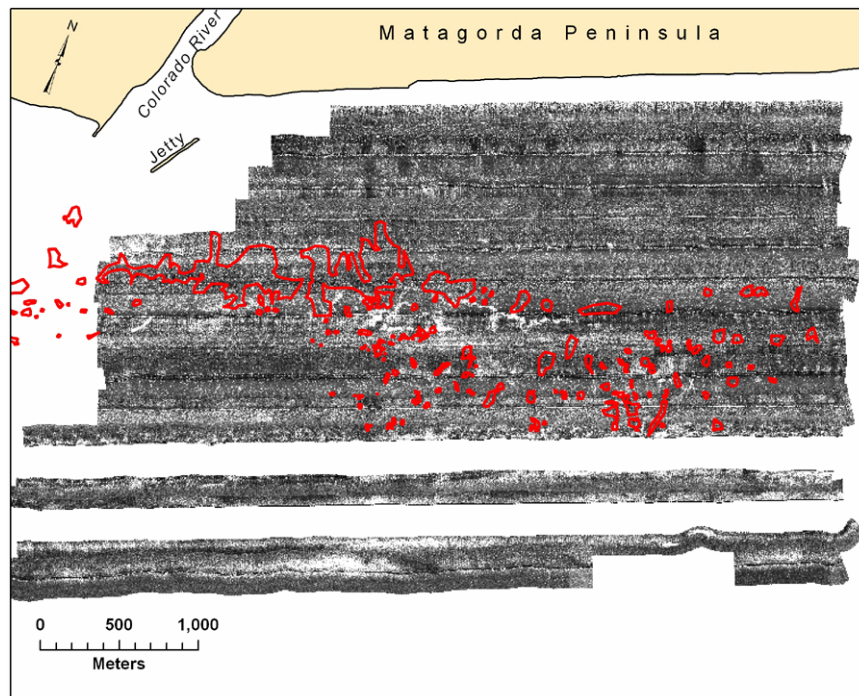 N
Matagorda Peninsula
Colorado River
Jetty
0 500 1,000
Meters